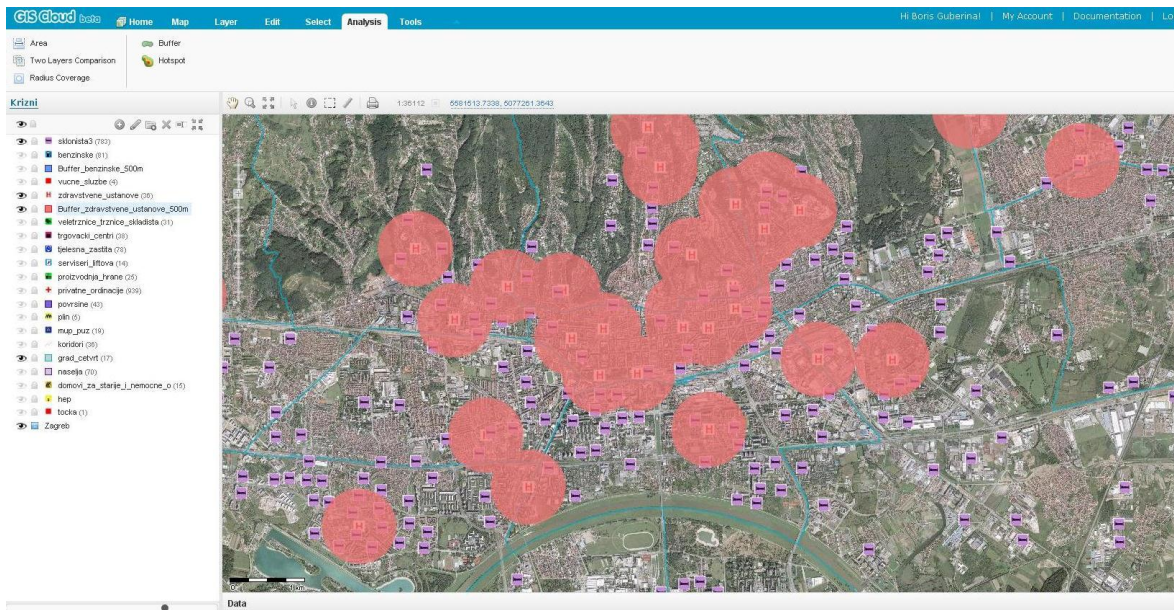 GIS Cloud beta
Home Map Layer Edit Select Analysis Tools
Hi Boris Guberina! | My Account | Documentation | Lo
Area
Buffer
Two Layers Comparison
Hotspot
Radius Coverage
Krizni
1:36112
5581513.7338, 5077261.3643
sklonista3 (783)
benzinske (81)
Buffer_benzinske_500m
vucne_sluzbe (4)
zdravstvene_ustanove (36)
Buffer_zdravstvene_ustanove_500m
veletrznice_trznice_skladista (31)
trgovacki_centri (38)
tjelesna_zastita (78)
serviseri_liftova (14)
proizvodnja_hrane (25)
privatne_ordinacije (939)
povrsine (43)
plin (6)
mup_puz (19)
koridori (36)
grad_cetvrt (17)
naselja (70)
domovi_za_starije_i_nemocne_o (15)
hep
tocka (1)
Zagreb
Data